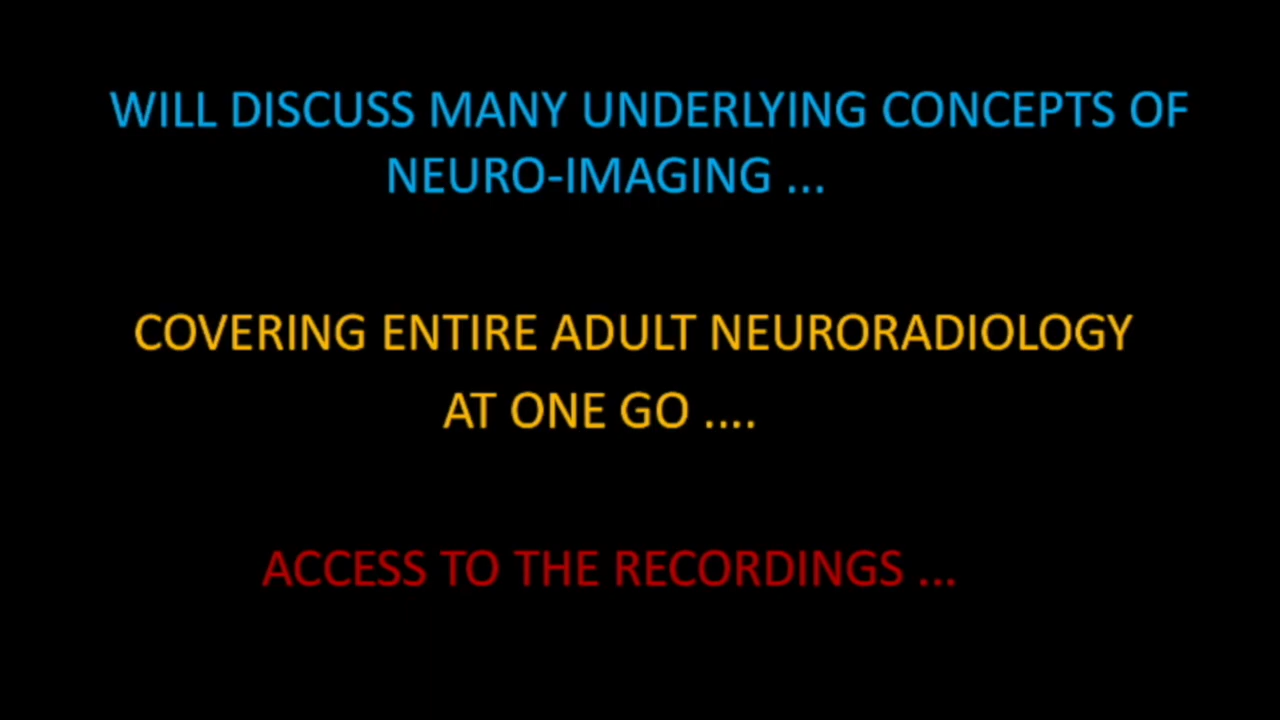 WILL DISCUSS MANY UNDERLYING CONCEPTS OF
NEURO-IMAGING ...
COVERING ENTIRE ADULT NEURORADIOLOGY
AT ONE GO ....
ACCESS TO THE RECORDINGS ...